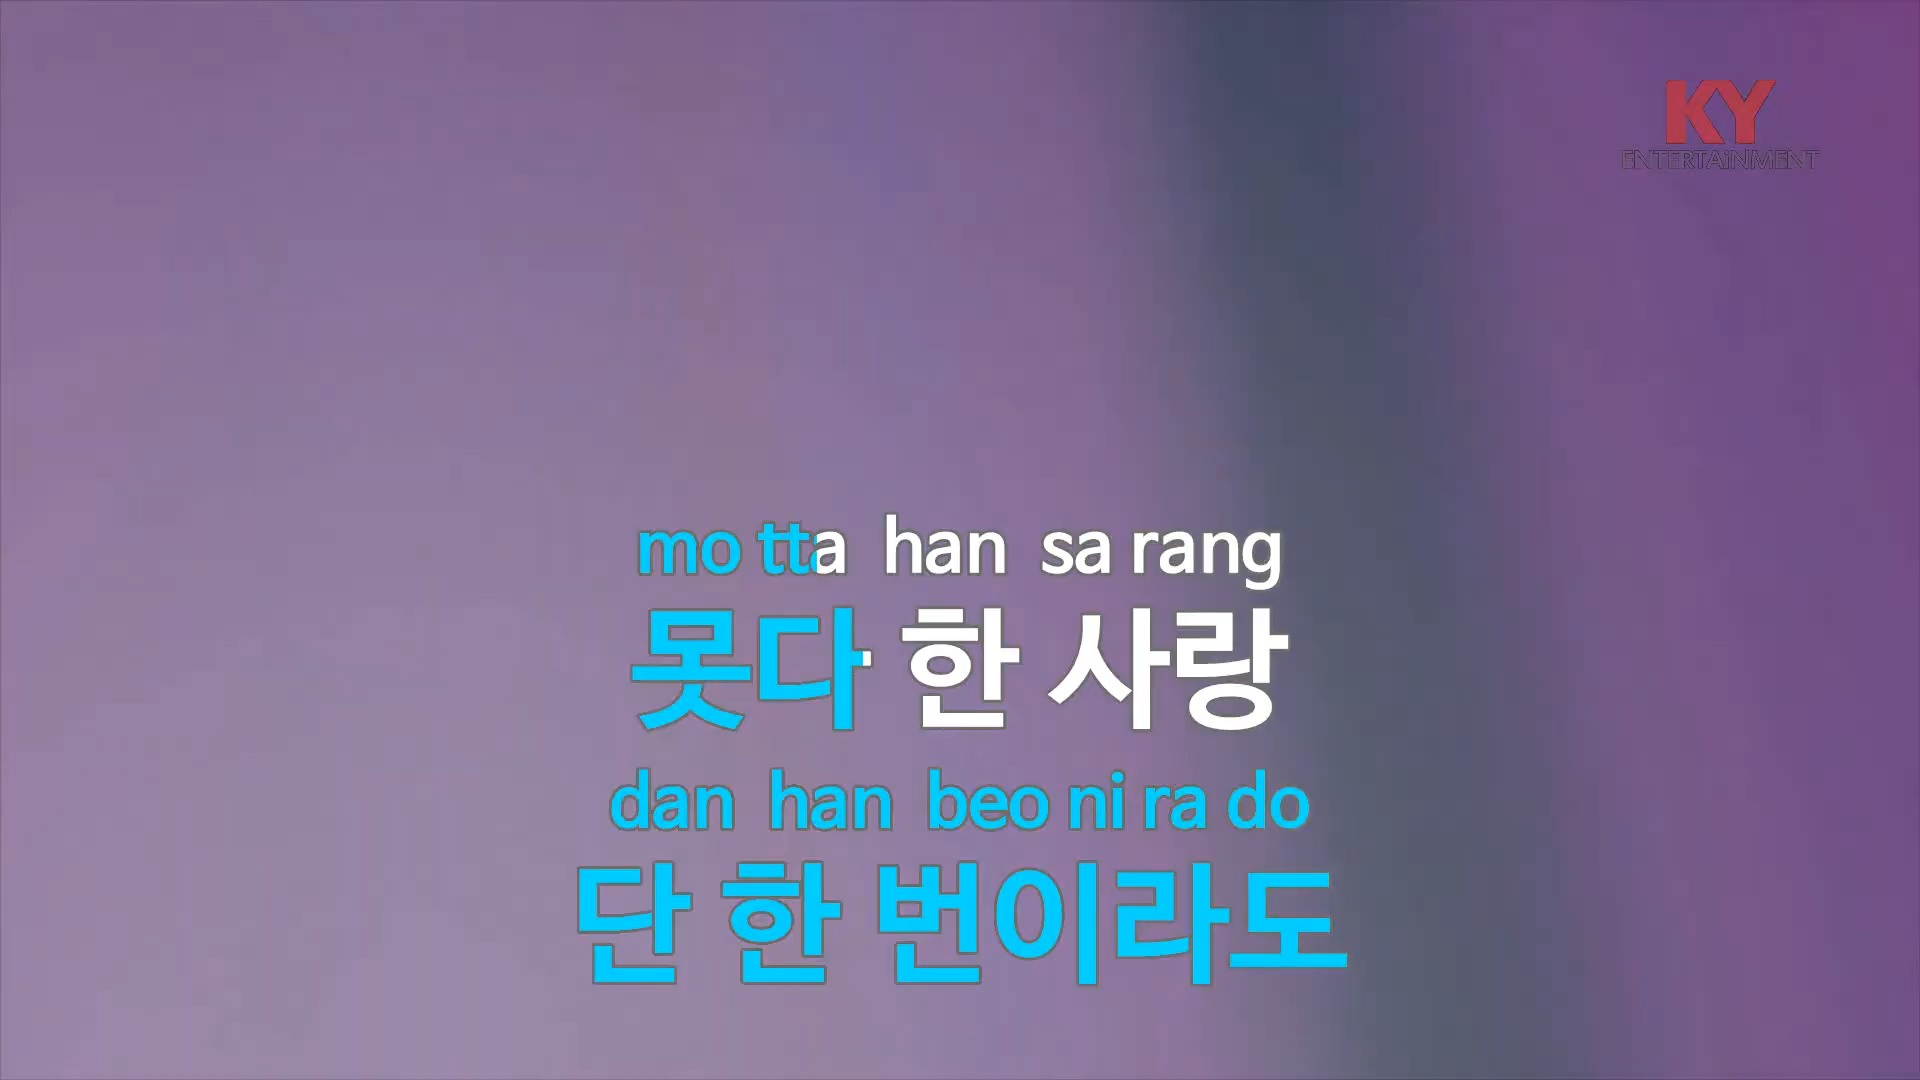 KY
ENTERTAiNMENT
mo tta han sa rang
못다 한 사랑
dan han beo ni ra do
단 한 번이라도